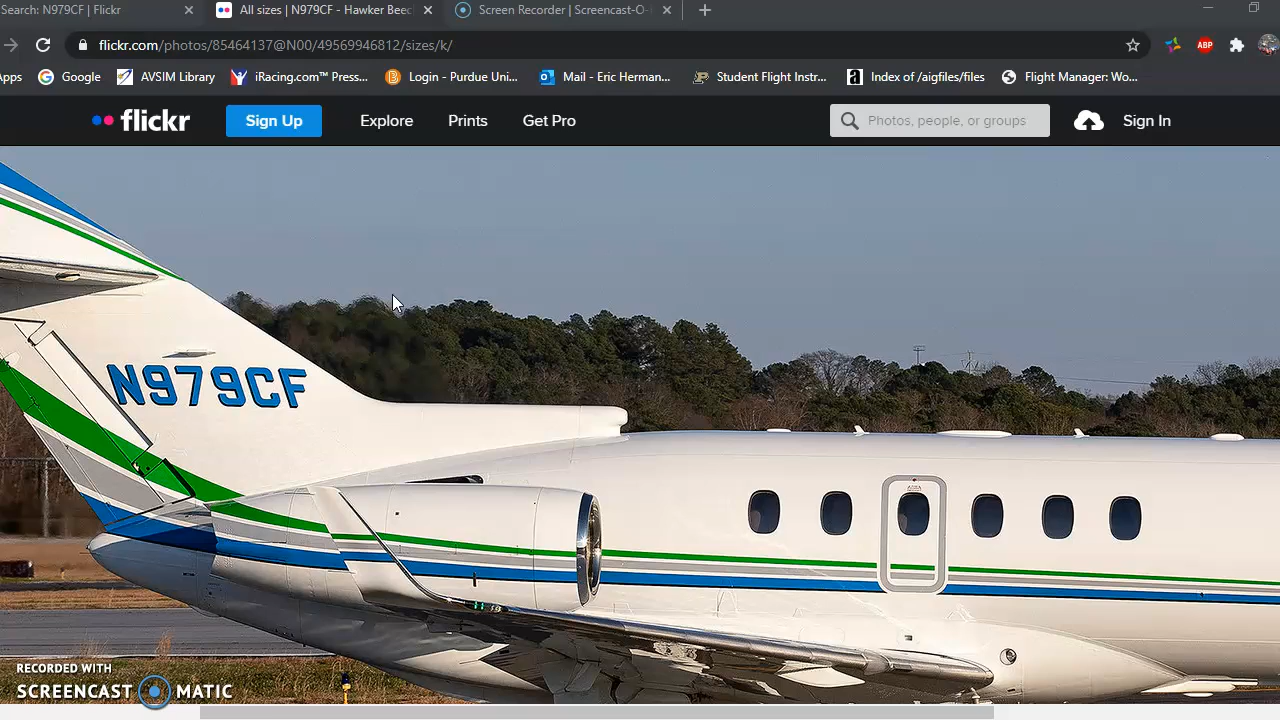 Search: N979CF | Flickr
All sizes | N979CF - Hawker Beec
Screen Recorder | Screencast-O-
flickr.com/photos/85464137@N00/49569946812/sizes/k/
ABP
pps
Google
AVSIM Library
iRacing.com™ Press...
Login - Purdue Uni...
Mail - Eric Herman...
Student Flight Instr...
Index of /aigfiles/files
Flight Manager: Wo...
flickr
Sign Up
Explore
Prints
Get Pro
Photos, people, or groups
Sign In
N979CF
RECORDED WITH
SCREENCAST MATIC